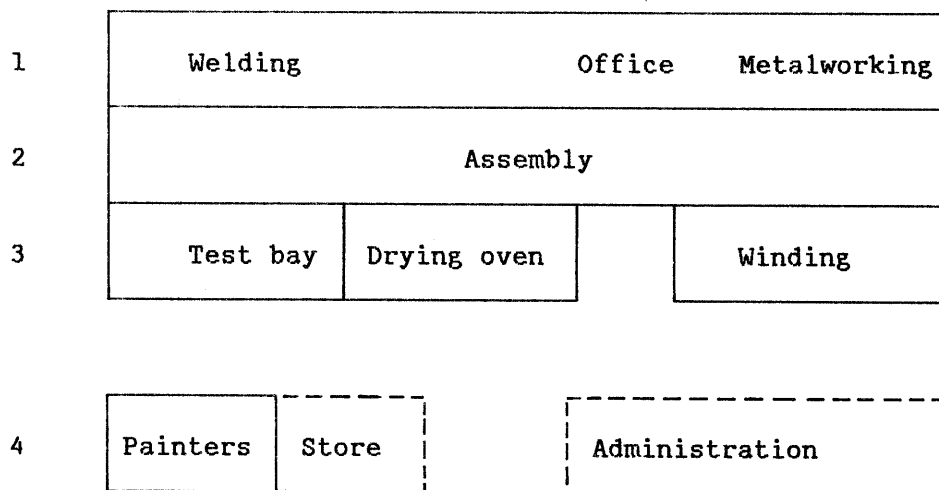 1 Welding Office Metalworking
2 Assembly
3 Test bay Drying oven Winding
4 Painters Store Administration